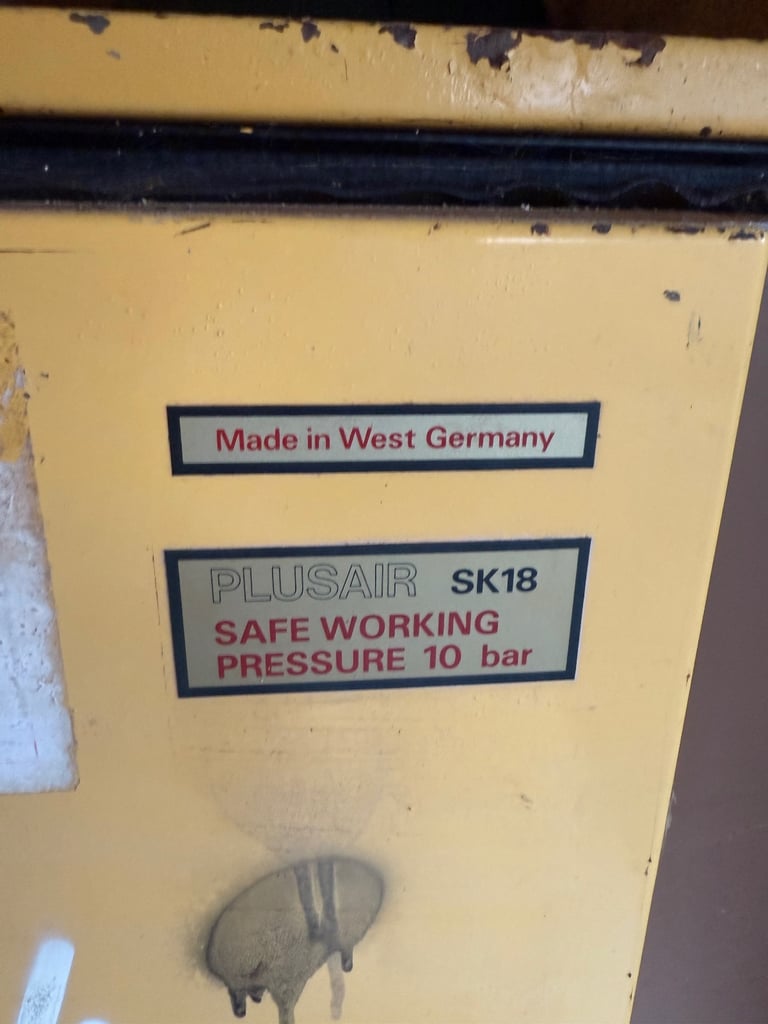 Made in West Germany
PLUSAIR SK18
SAFE WORKING
PRESSURE 10 bar